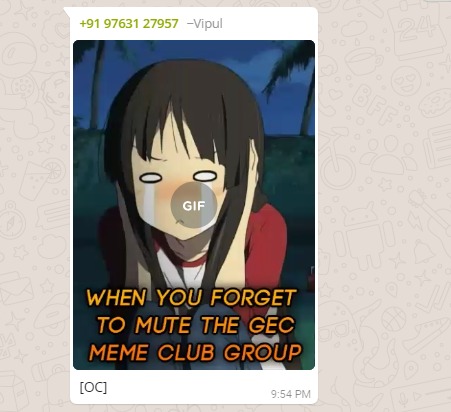 +91 97631 27957 ~Vipul
GIF
WHEN YOU FORGET
TO MUTE THE GEC
MEME CLUB GROUP
[OC]
9:54 PM